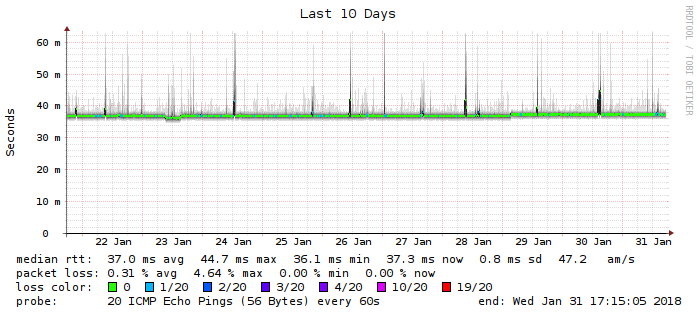 Last 10 Days
RRDTOOL / TOBI OETIKER
Seconds
60 m
50 m
40 m
30 m
20 m
10 m
0
22 Jan 23 Jan 24 Jan 25 Jan 26 Jan 27 Jan 28 Jan 29 Jan 30 Jan 31 Jan
median rtt: 37.0 ms avg 44.7 ms max 36.1 ms min 37.3 ms now 0.8 ms sd 47.2 am/s
packet loss: 0.31 % avg 4.64 % max 0.00 % min 0.00 % now
loss color: 0 1/20 2/20 3/20 4/20 10/20 19/20
probe: 20 ICMP Echo Pings (56 Bytes) every 60s end: Wed Jan 31 17:15:05 2018